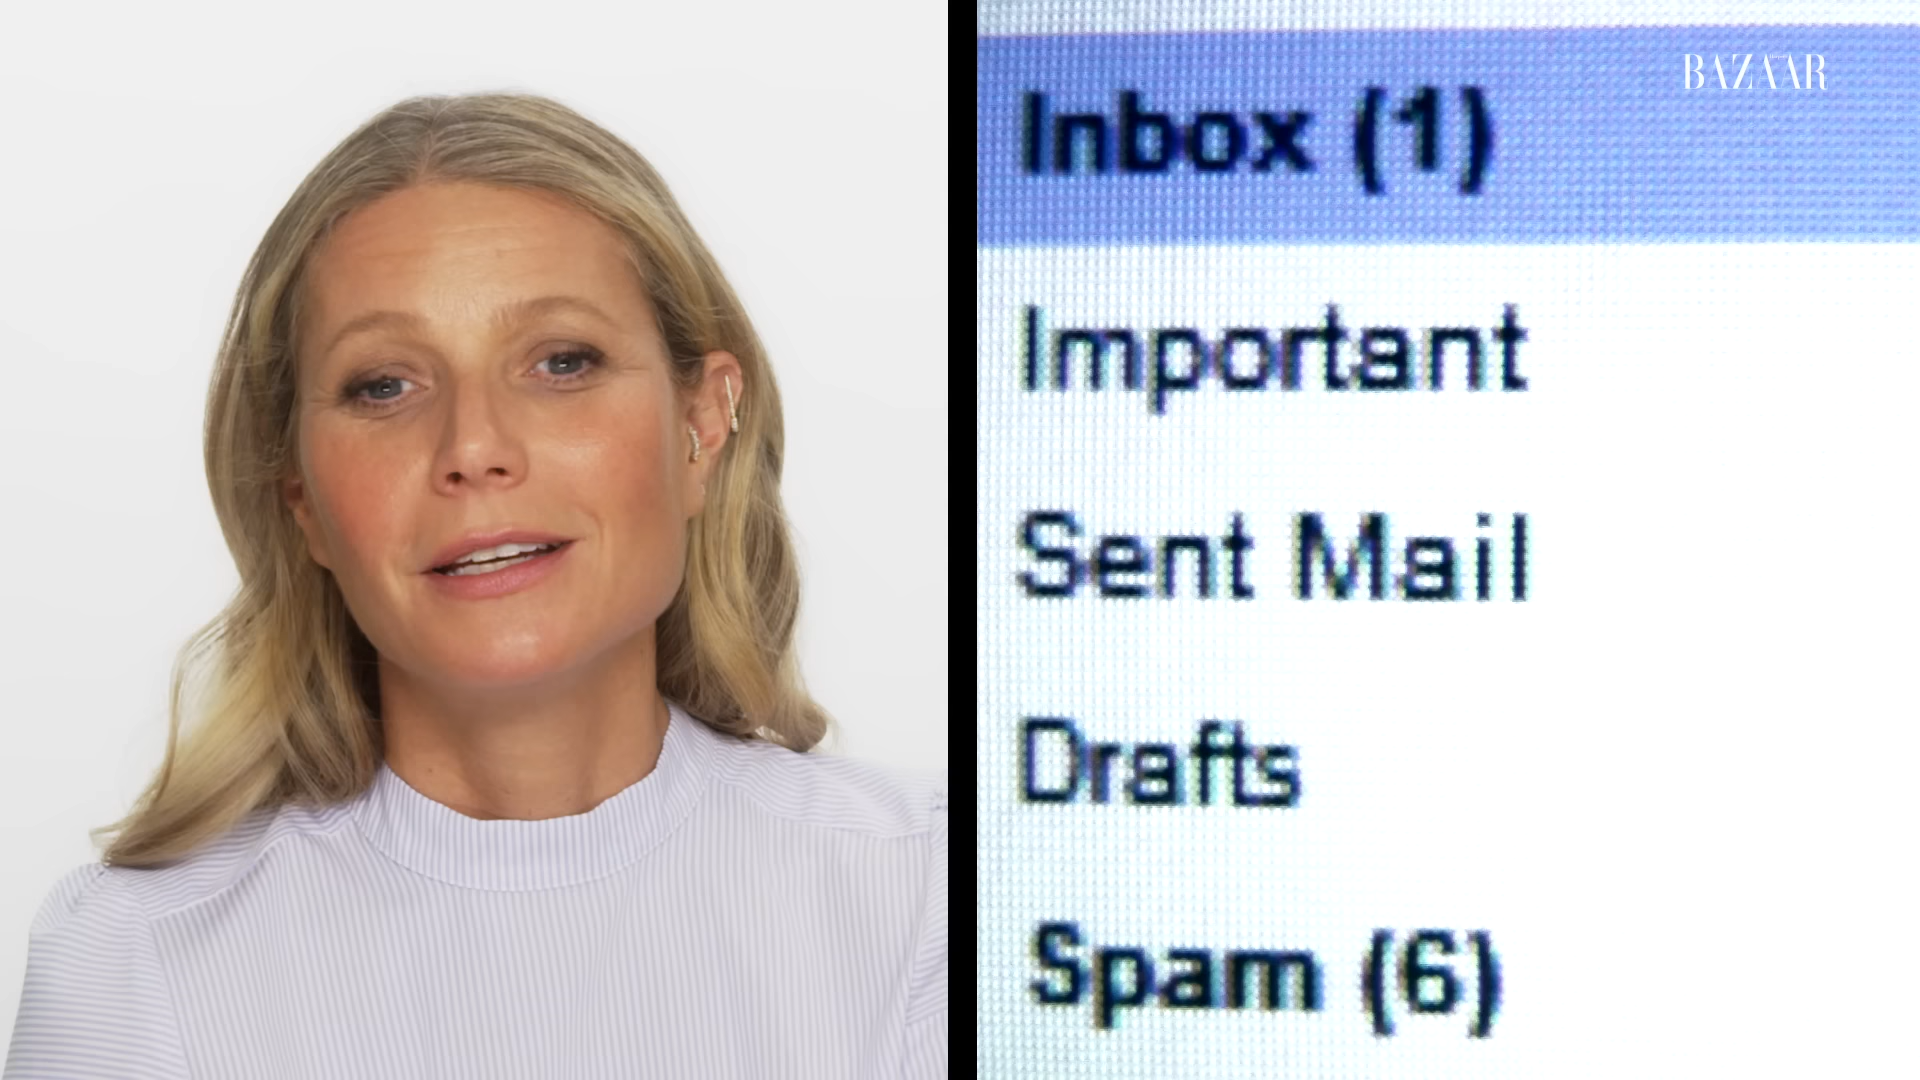 BAZAAR
Inbox (1)
Important
Sent Mail
Drafts
Spam (6)